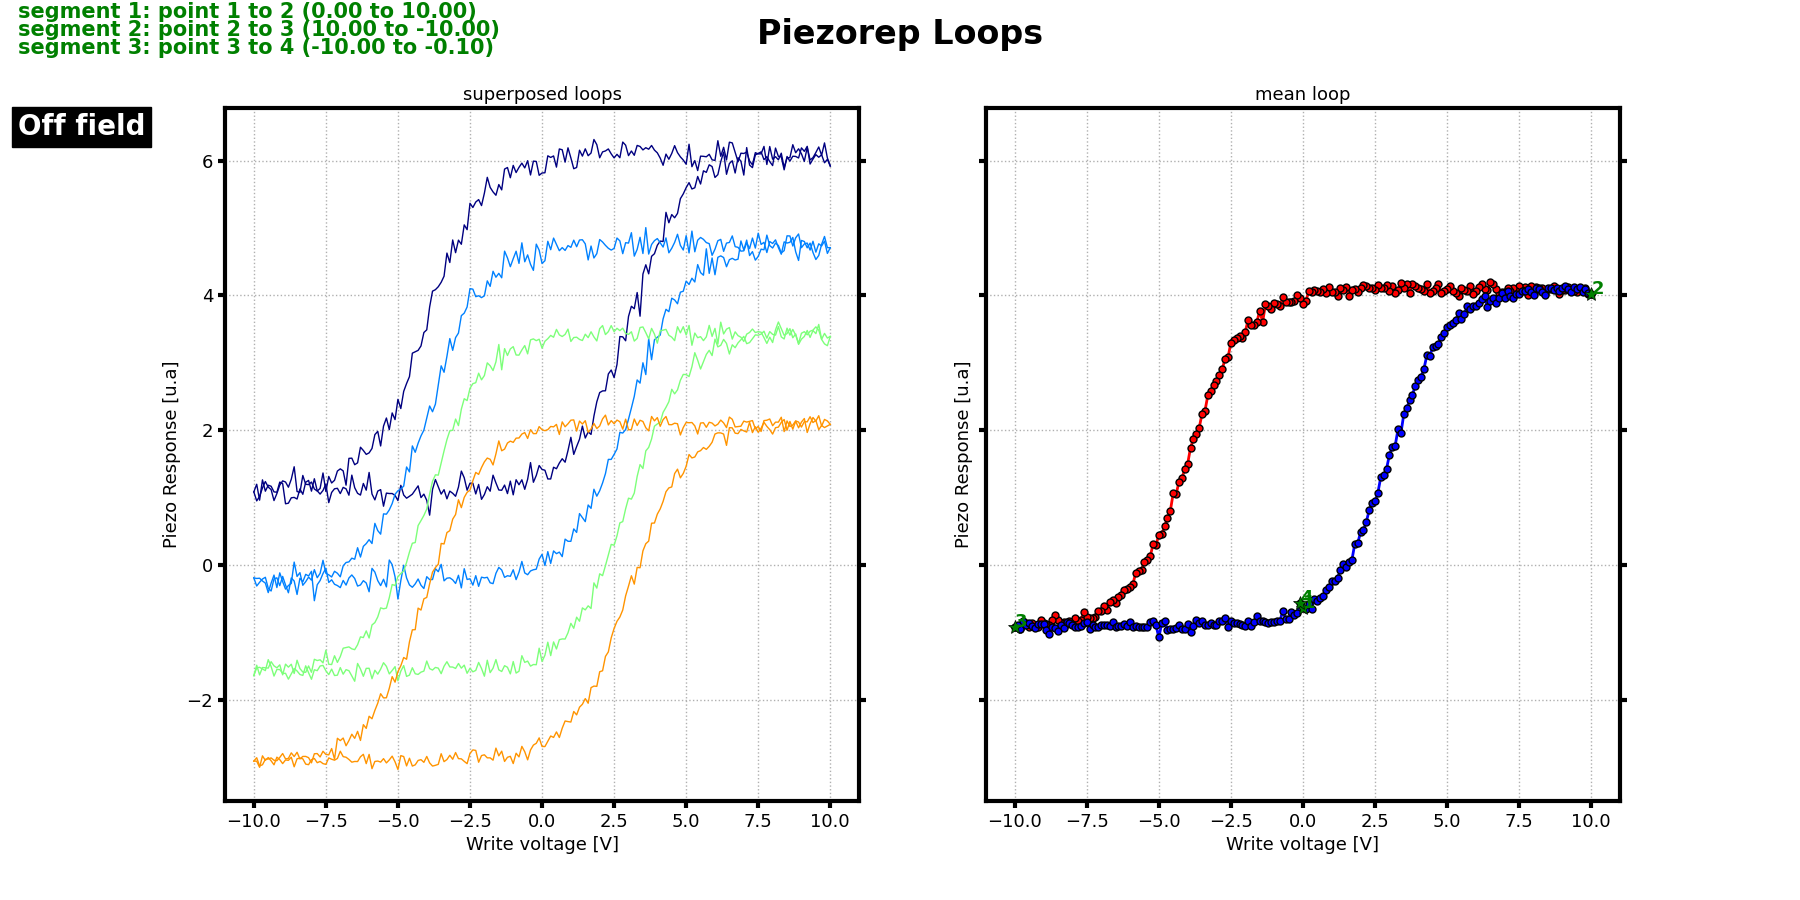 segment 1: point 1 to 2 (0.00 to 10.00)
segment 2: point 2 to 3 (10.00 to -10.00)
segment 3: point 3 to 4 (-10.00 to -0.10)
Piezorep Loops
Off field
superposed loops
6
4
2
0
−2
Piezo Response [u.a]
−10.0 −7.5 −5.0 −2.5 0.0 2.5 5.0 7.5 10.0
Write voltage [V]
mean loop
2
3
4
Piezo Response [u.a]
−10.0 −7.5 −5.0 −2.5 0.0 2.5 5.0 7.5 10.0
Write voltage [V]